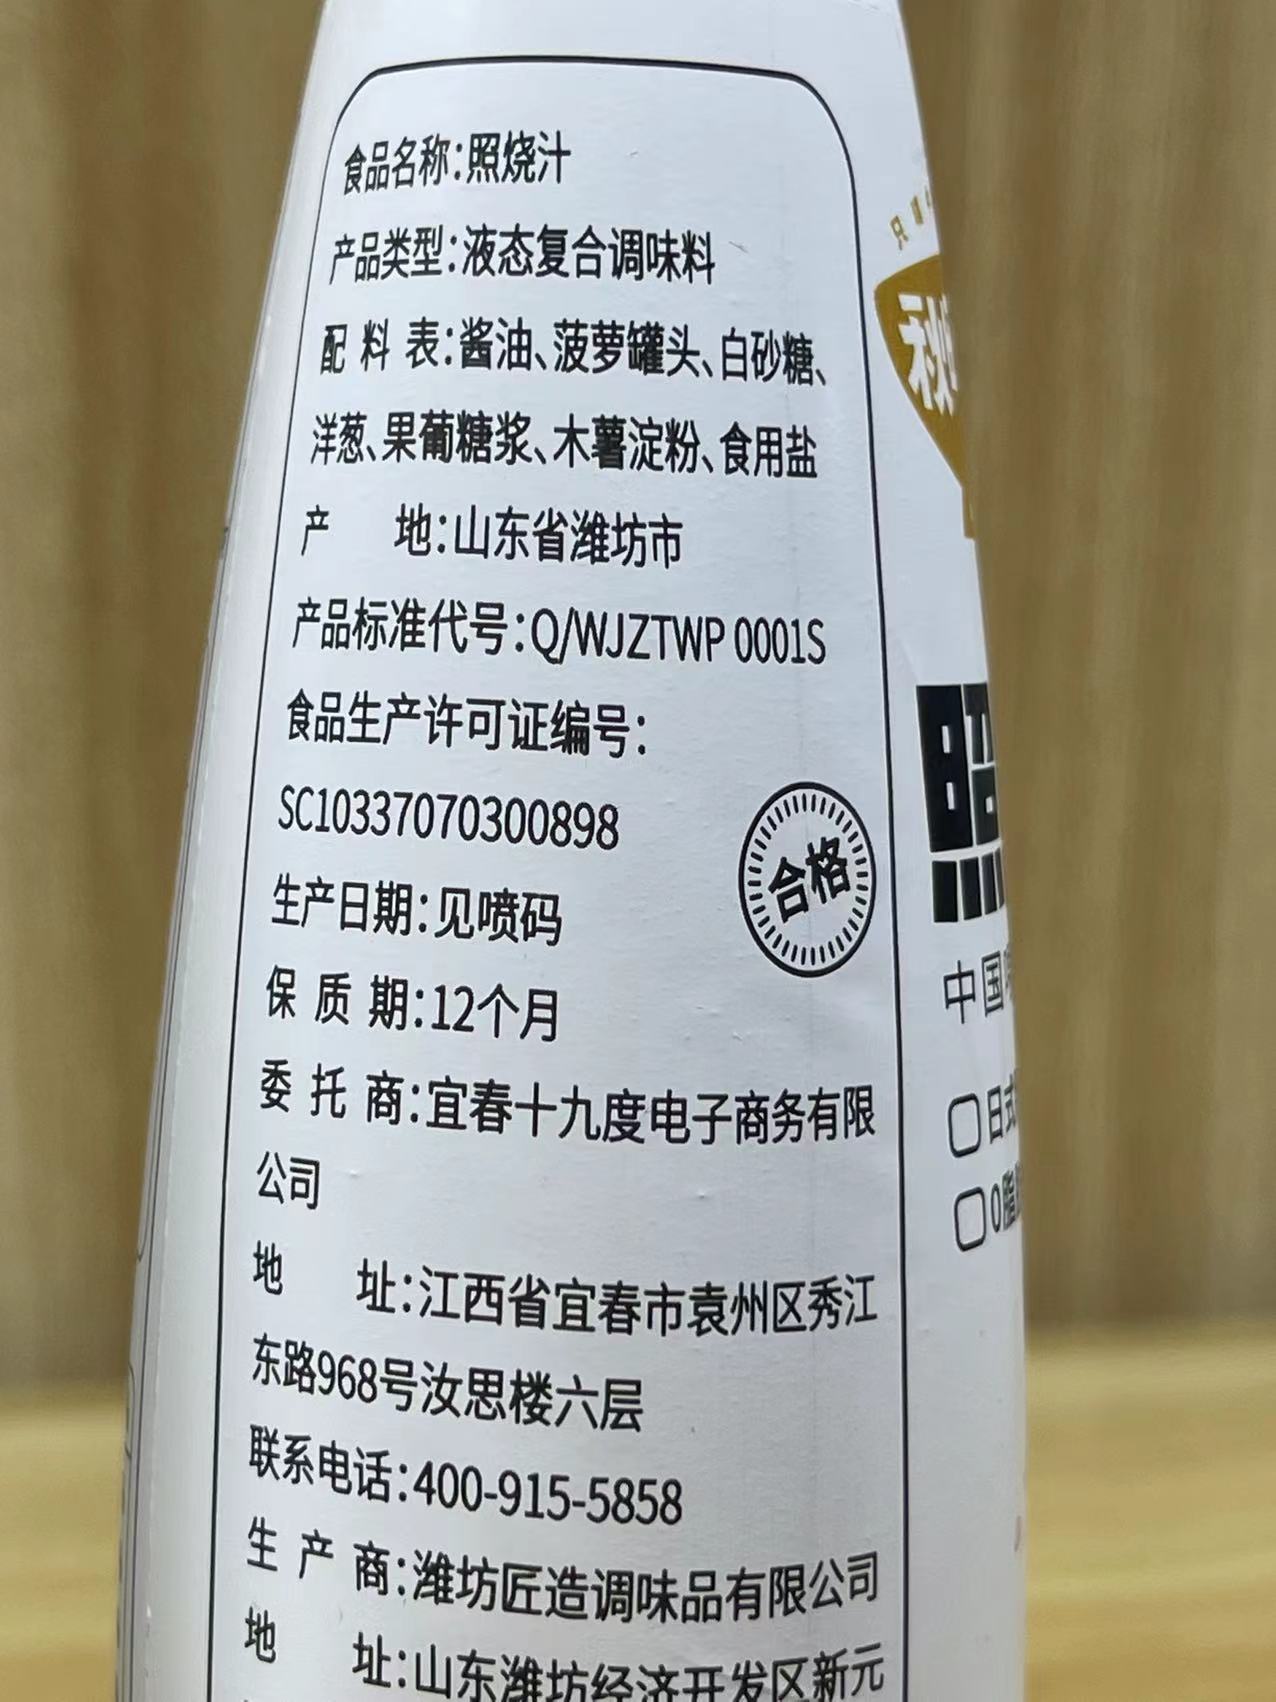 食品名称:照烧汁
产品类型:液态复合调味料
配料表:酱油、菠萝罐头、白砂糖、
洋葱、果葡糖浆、木薯淀粉、食用盐
产地:山东省潍坊市
产品标准代号:Q/WJZTWP 0001S
食品生产许可证编号:
SC10337070300898
合格
生产日期:见喷码
保质期:12个月
委托商:宜春十九度电子商务有限
公司
地址:江西省宜春市袁州区秀江
东路968号汝思楼六层
联系电话:400-915-5858
生产商:潍坊匠造调味品有限公司
地址:山东潍坊经济开发区新元
只
秋
照
中国
日式
0脂